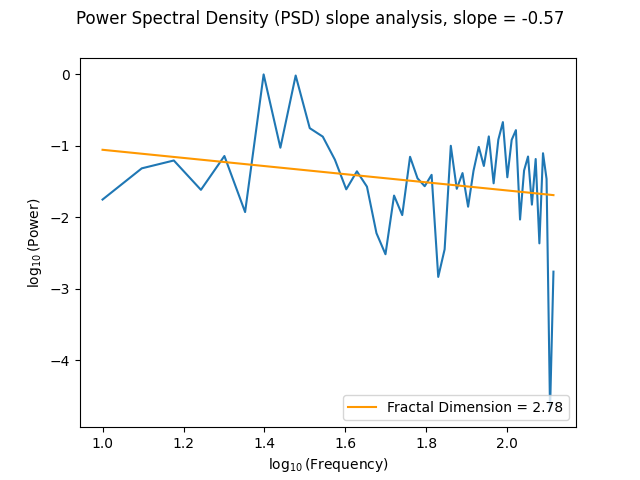 Power Spectral Density (PSD) slope analysis, slope = -0.57
0
−1
−2
−3
−4
log₁₀(Power)
Fractal Dimension = 2.78
1.0 1.2 1.4 1.6 1.8 2.0
log₁₀(Frequency)